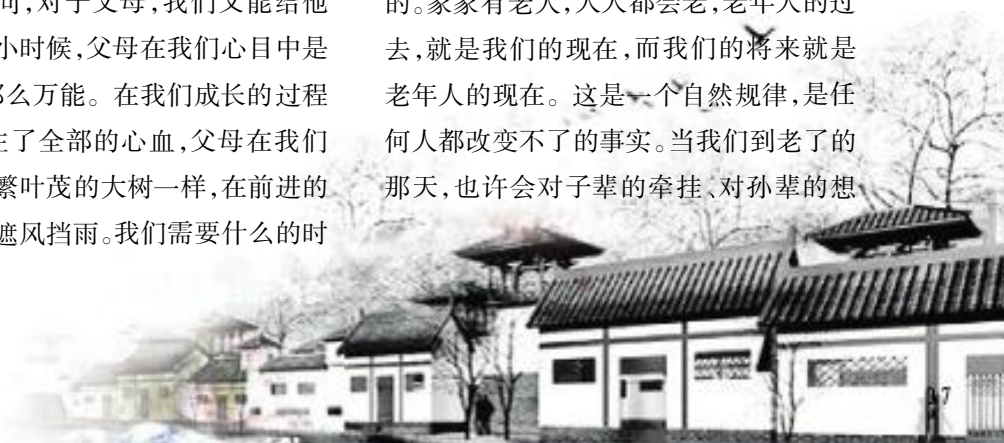 对于父母,我们又能给他
小时候,父母在我们心目中是
么万能。在我们成长的过程
了全部的心血,父母在我们
繁叶茂的大树一样,在前进的
遮风挡雨。我们需要什么的时
的。家家有老人,人人都会老,老年人的过
去,就是我们的现在,而我们的将来就是
老年人的现在。这是一个自然规律,是任
何人都改变不了的事实。当我们到老了的
那天,也许会对子辈的牵挂、对孙辈的想